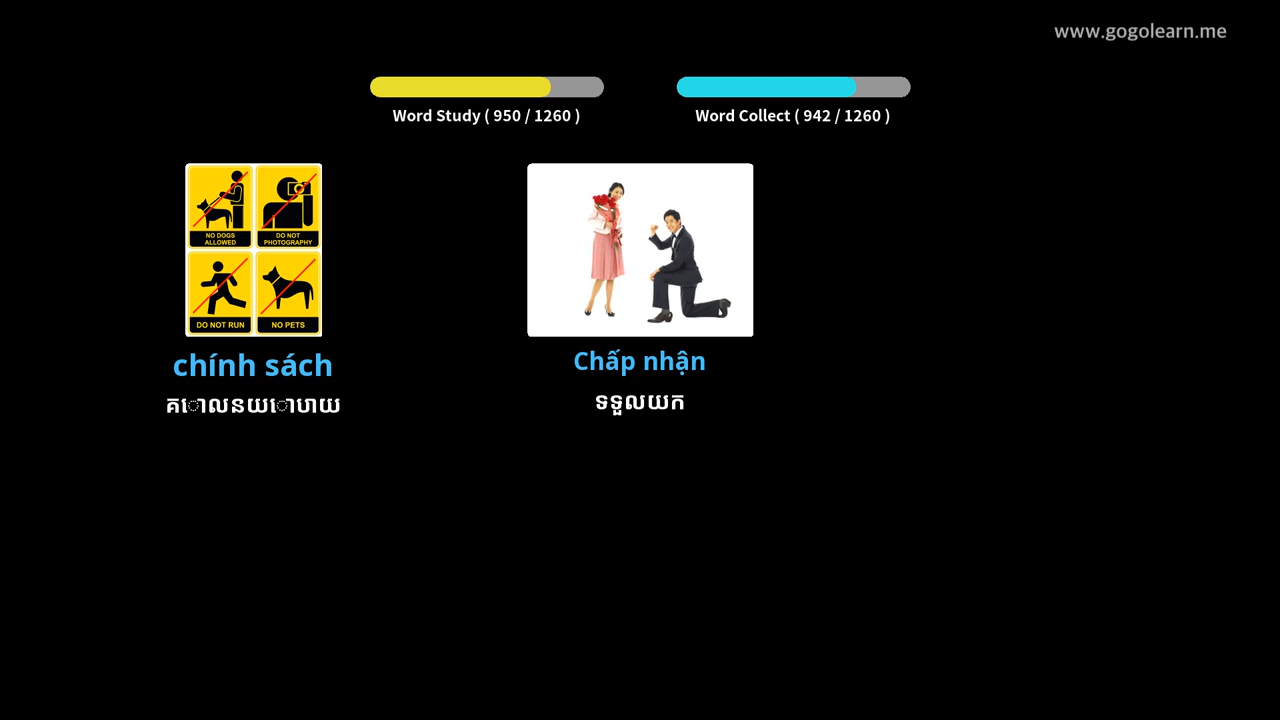 www.gogolearn.me
Word Study ( 950 / 1260 )
Word Collect ( 942 / 1260 )
NO DOGS
ALLOWED
DO NOT
PHOTOGRAPHY
DO NOT RUN
NO PETS
chính sách
គោលនយោបាយ
Chấp nhận
ទទួលយក